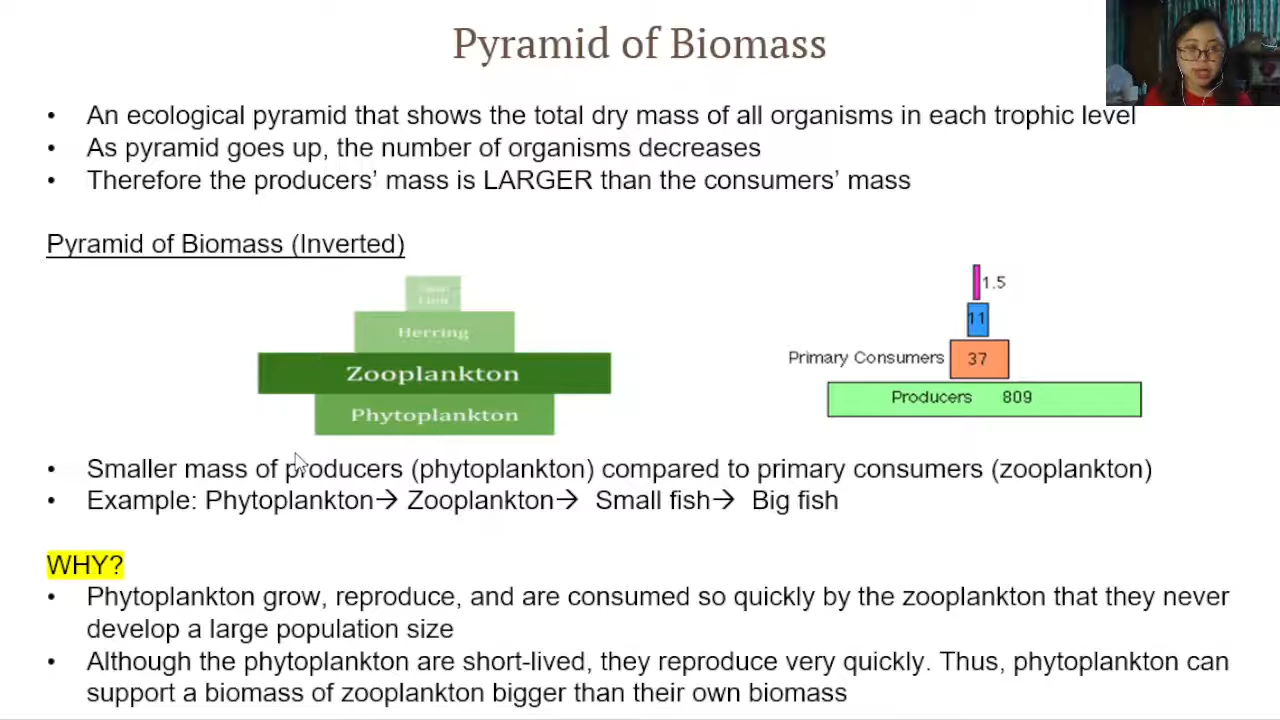 Pyramid of Biomass
• An ecological pyramid that shows the total dry mass of all organisms in each trophic level
• As pyramid goes up, the number of organisms decreases
• Therefore the producers’ mass is LARGER than the consumers’ mass
Pyramid of Biomass (Inverted)
Herring
Zooplankton
Phytoplankton
1.5
11
Primary Consumers 37
Producers 809
• Smaller mass of producers (phytoplankton) compared to primary consumers (zooplankton)
• Example: Phytoplankton→ Zooplankton→ Small fish→ Big fish
WHY?
• Phytoplankton grow, reproduce, and are consumed so quickly by the zooplankton that they never
develop a large population size
• Although the phytoplankton are short-lived, they reproduce very quickly. Thus, phytoplankton can
support a biomass of zooplankton bigger than their own biomass